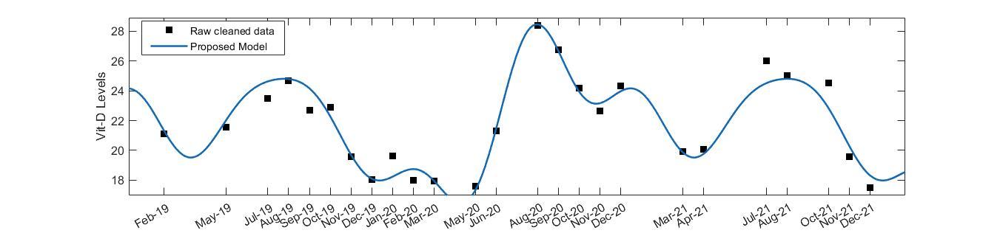 Raw cleaned data
Proposed Model
Vit-D Levels
28
26
24
22
20
18
Feb-19 May-19 Jul-19 Aug-19 Sep-19 Oct-19 Nov-19 Dec-19 Jan-20 Feb-20 Mar-20 May-20 Jun-20 Aug-20 Sep-20 Oct-20 Nov-20 Dec-20 Mar-21 Apr-21 Jul-21 Aug-21 Oct-21 Nov-21 Dec-21